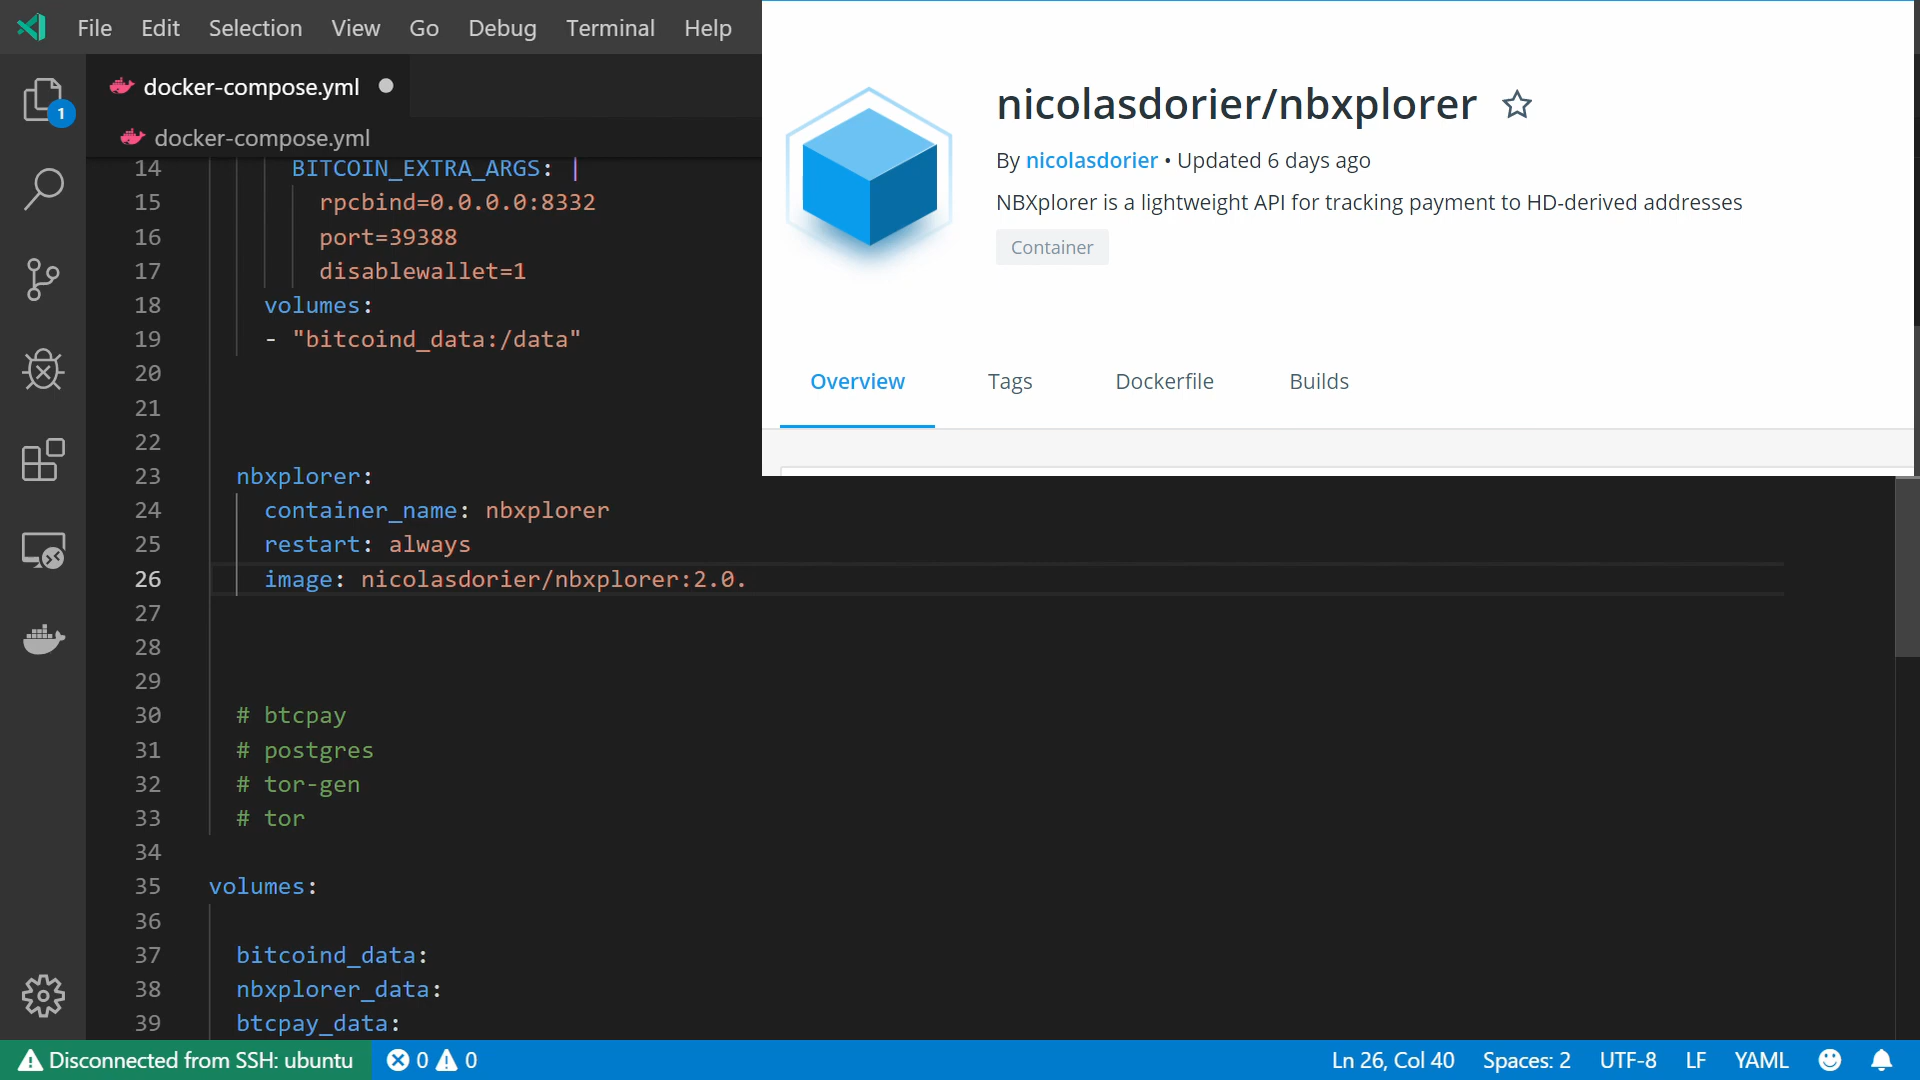 File Edit Selection View Go Debug Terminal Help
docker-compose.yml
1
docker-compose.yml
14 BITCOIN_EXTRA_ARGS: |
15 rpcbind=0.0.0.0:8332
16 port=39388
17 disablewallet=1
18 volumes:
19 - "bitcoind_data:/data"
20
21
22
23 nbxplorer:
24 container_name: nbxplorer
25 restart: always
26 image: nicolasdorier/nbxplorer:2.0.
27
28
29
30 # btcpay
31 # postgres
32 # tor-gen
33 # tor
34
35 volumes:
36
37 bitcoind_data:
38 nbxplorer_data:
39 btcpay_data:
nicolasdorier/nbxplorer
By nicolasdorier • Updated 6 days ago
NBXplorer is a lightweight API for tracking payment to HD-derived addresses
Container
Overview Tags Dockerfile Builds
Disconnected from SSH: ubuntu 0 0 Ln 26, Col 40 Spaces: 2 UTF-8 LF YAML